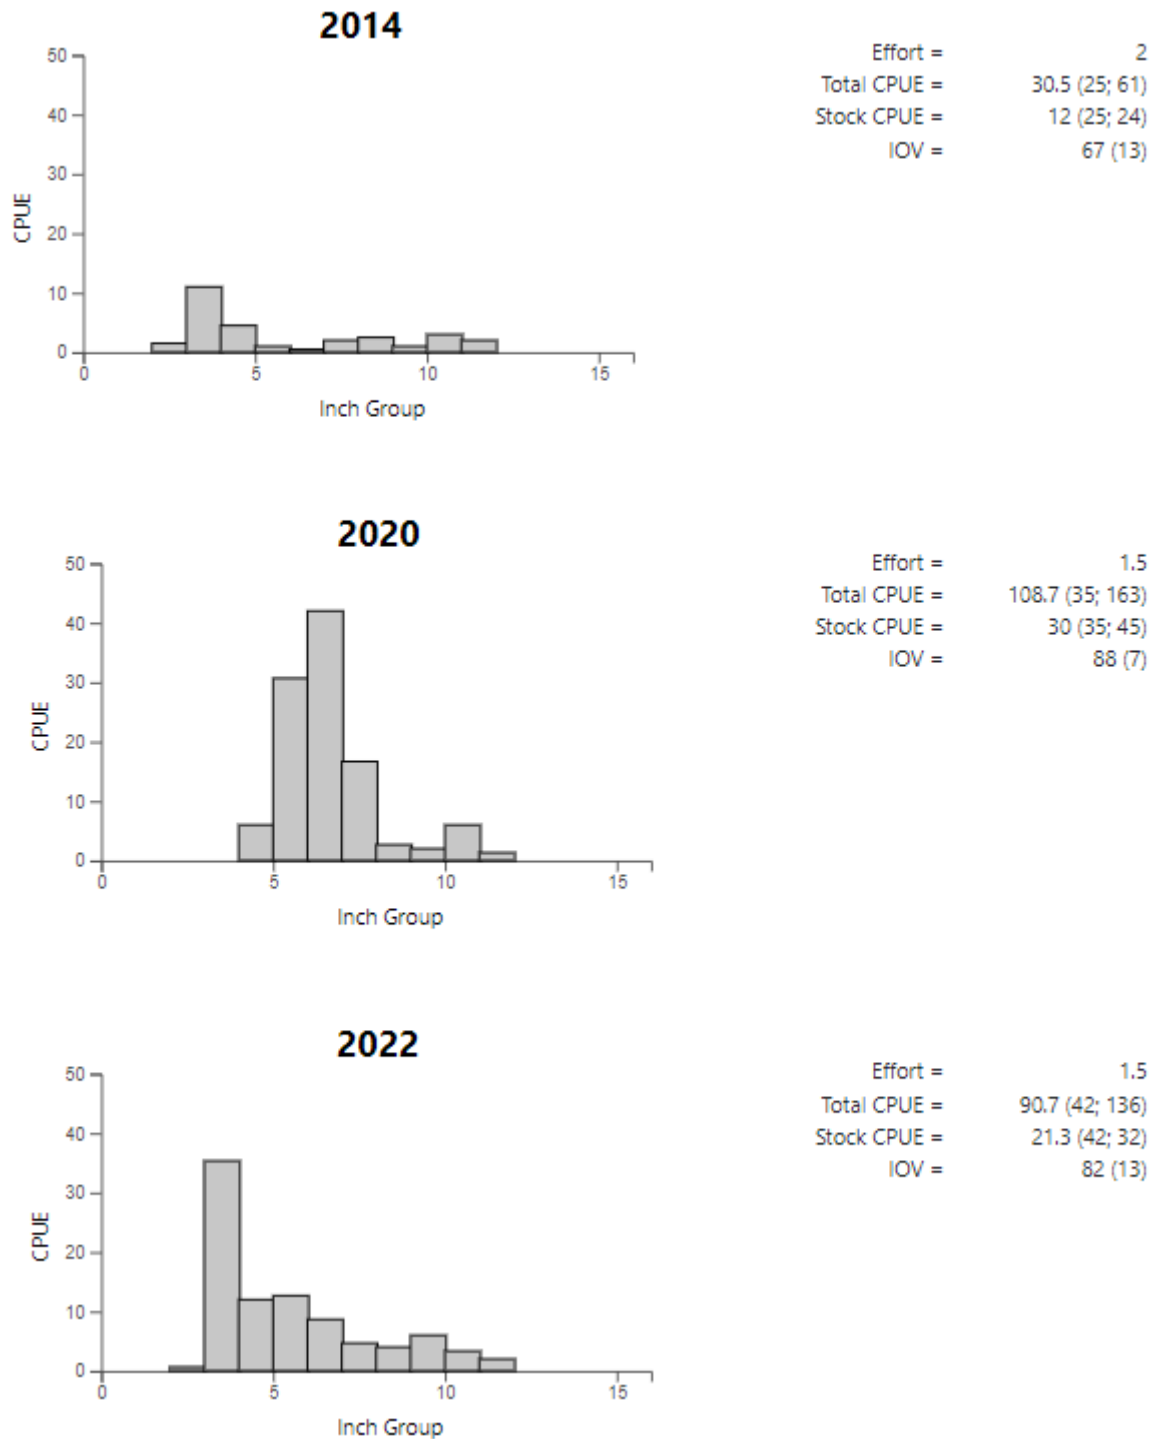 2014
Effort = 2
Total CPUE = 30.5 (25; 61)
Stock CPUE = 12 (25; 24)
IOV = 67 (13)
50
40
30
20
10
0
CPUE
0 5 10 15
Inch Group
2020
Effort = 1.5
Total CPUE = 108.7 (35; 163)
Stock CPUE = 30 (35; 45)
IOV = 88 (7)
50
40
30
20
10
0
CPUE
0 5 10 15
Inch Group
2022
Effort = 1.5
Total CPUE = 90.7 (42; 136)
Stock CPUE = 21.3 (42; 32)
IOV = 82 (13)
50
40
30
20
10
0
CPUE
0 5 10 15
Inch Group